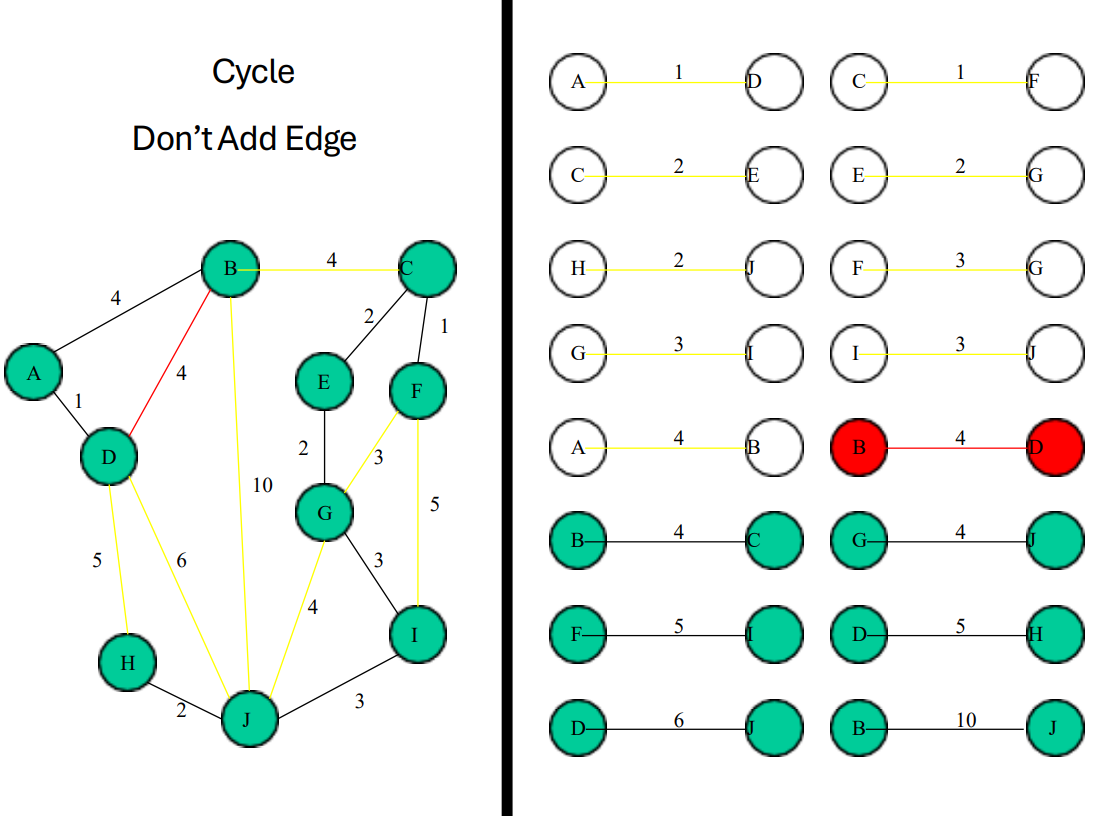 Cycle
Don't Add Edge
B 4 C
4
2
1
4
A
E
F
1
D
2
3
10
5
G
5
6
3
4
I
H
J
2
3
A 1 D C 1 F
C 2 E E 2 G
H 2 J F 3 G
G 3 I I 3 J
A 4 B B 4 D
B 4 C G 4 J
F 5 I D 5 H
D 6 J B 10 J